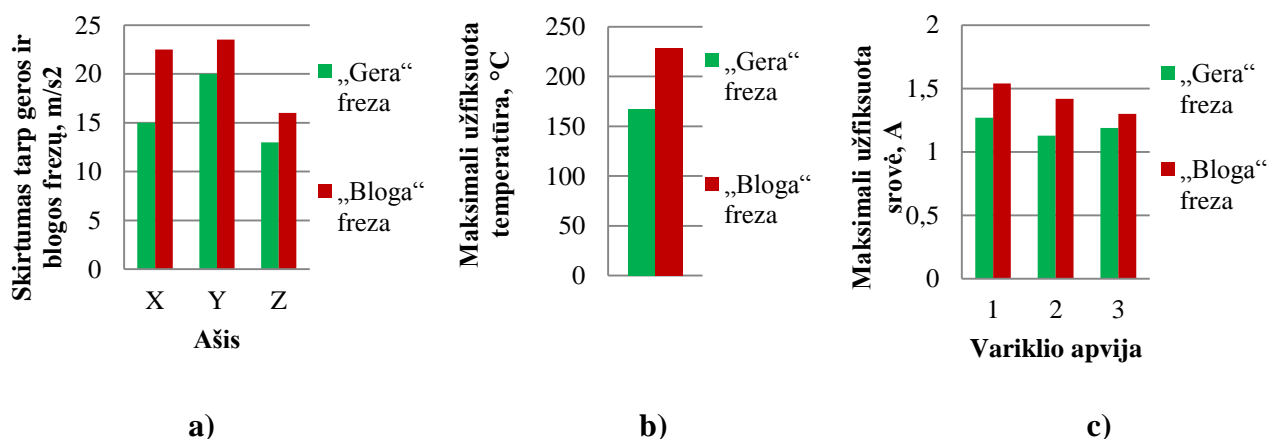 Skirtumas tarp geros ir
blogos frezų, m/s2
25
20
15
10
5
0
X Y Z
Ašis
„Gera“
freza
„Bloga“
freza
a)
Maksimali užfiksuota
temperatūra, °C
250
200
150
100
50
0
„Gera“
freza
„Bloga“
freza
b)
Maksimali užfiksuota
srovė, A
2
1,5
1
0,5
0
1 2 3
Variklio apvija
„Gera“
freza
„Bloga“
freza
c)